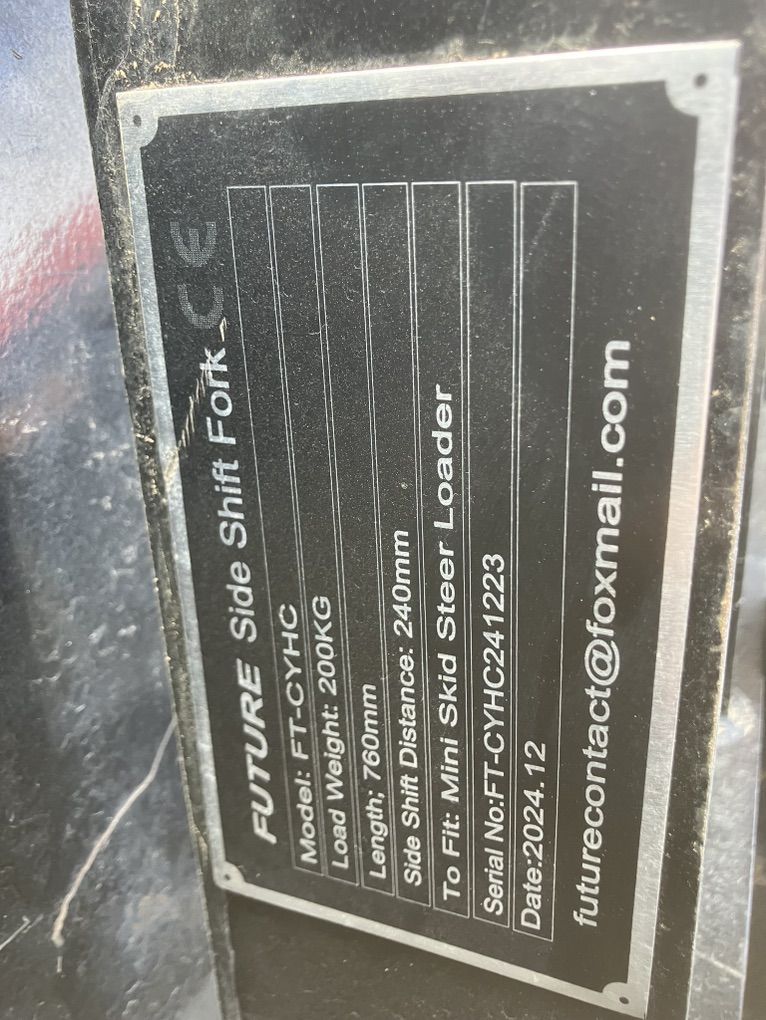 FUTURE Side Shift Fork CE
Model: FT-CYHC
Load Weight: 200KG
Length; 760mm
Side Shift Distance: 240mm
To Fit: Mini Skid Steer Loader
Serial No:FT-CYHC241223
Date:2024.12
futurecontact@foxmail.com